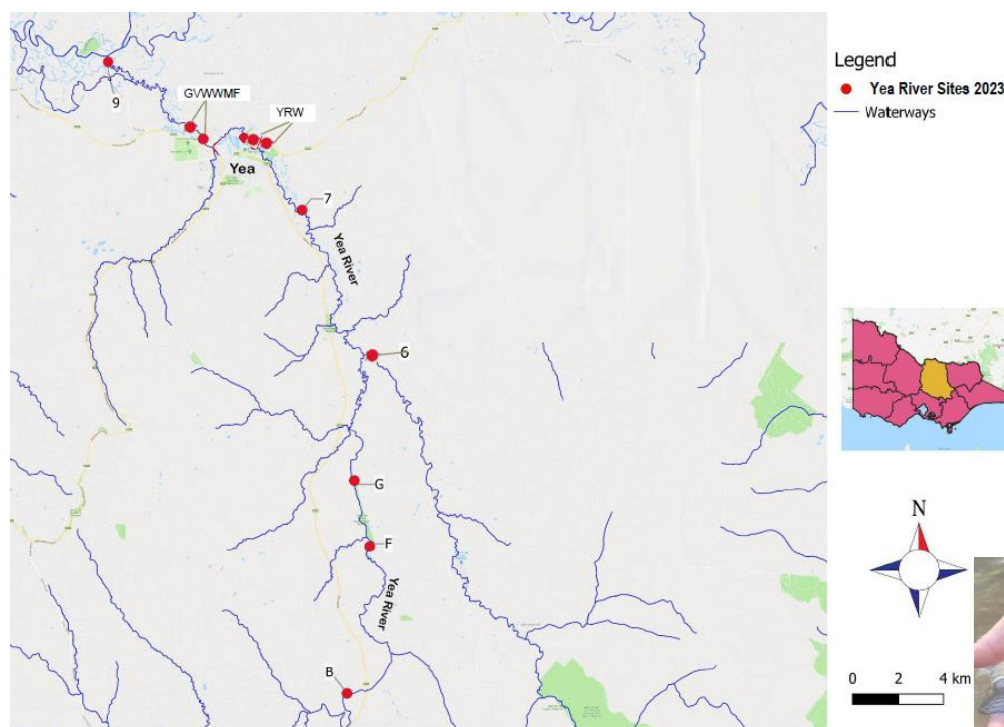 9
GVWWMF
YRW
Yea
7
Yea River
6
G
F
Yea River
B
Legend
Yea River Sites 2023
Waterways
N
0 2 4 km